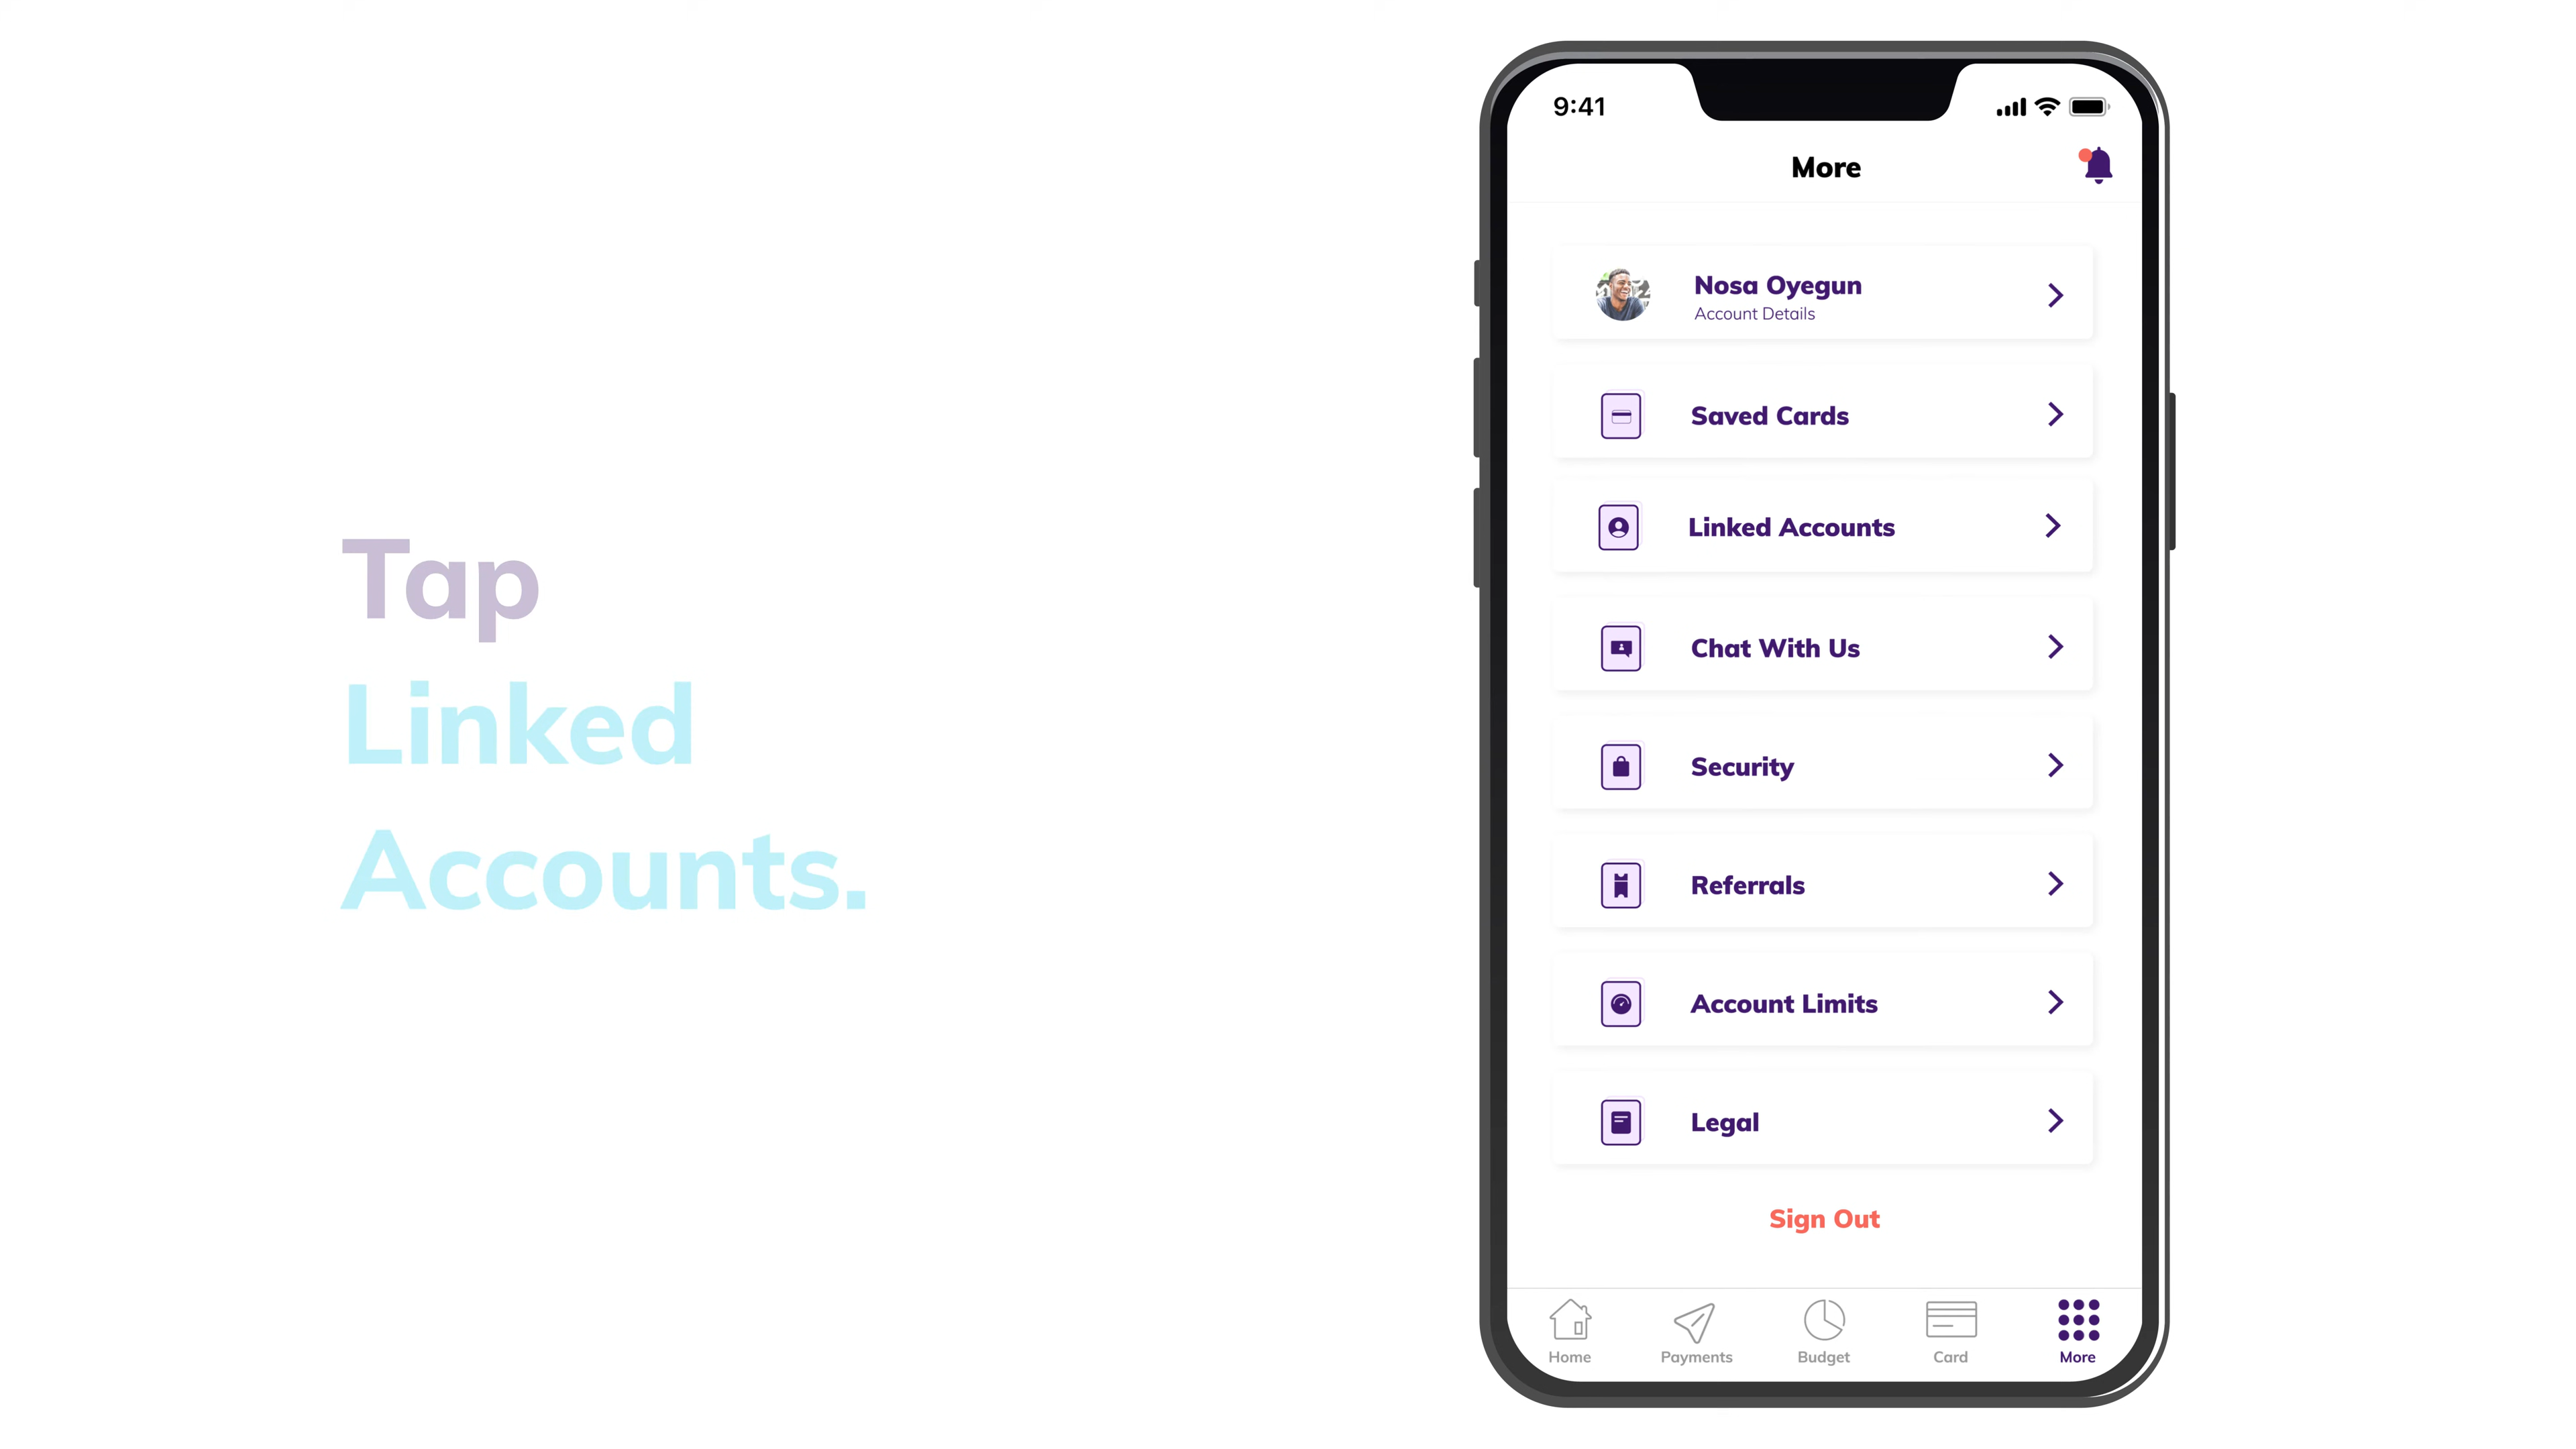 Tap
Linked
Accounts.
9:41
More
Nosa Oyegun
Account Details
Saved Cards
Linked Accounts
Chat With Us
Security
Referrals
Account Limits
Legal
Sign Out
Home
Payments
Budget
Card
More